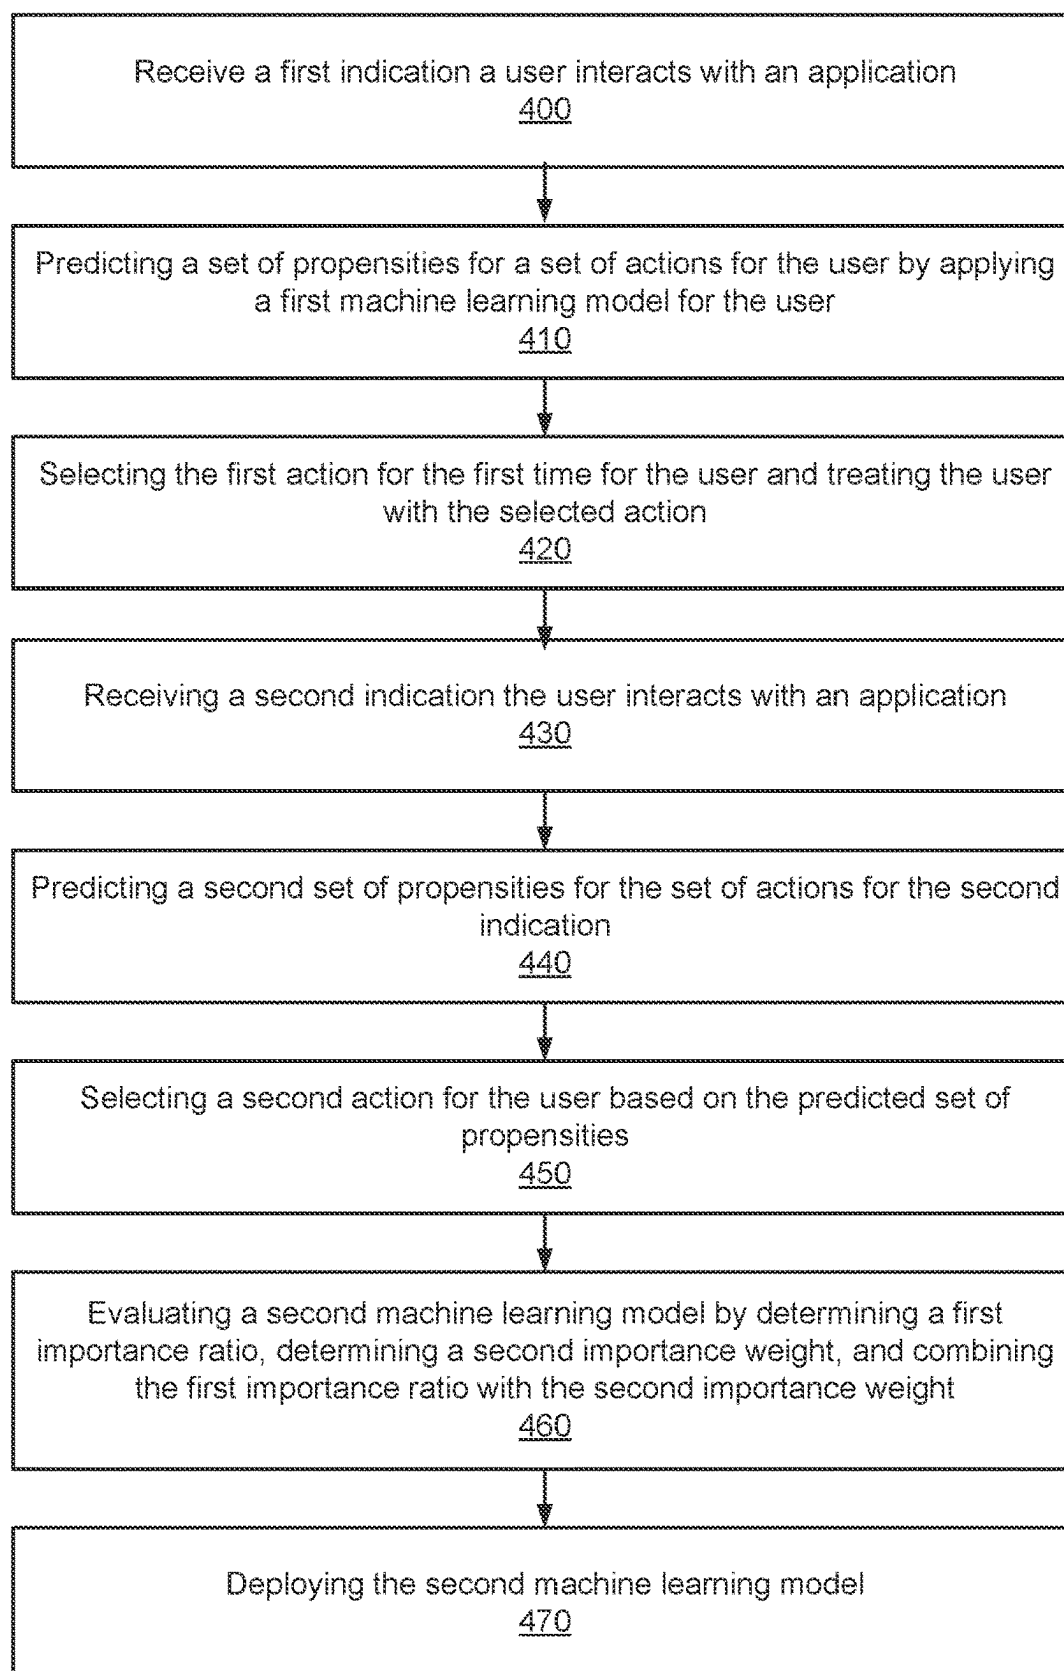 Receive a first indication a user interacts with an application
400
Predicting a set of propensities for a set of actions for the user by applying
a first machine learning model for the user
410
Selecting the first action for the first time for the user and treating the user
with the selected action
420
Receiving a second indication the user interacts with an application
430
Predicting a second set of propensities for the set of actions for the second
indication
440
Selecting a second action for the user based on the predicted set of
propensities
450
Evaluating a second machine learning model by determining a first
importance ratio, determining a second importance weight, and combining
the first importance ratio with the second importance weight
460
Deploying the second machine learning model
470